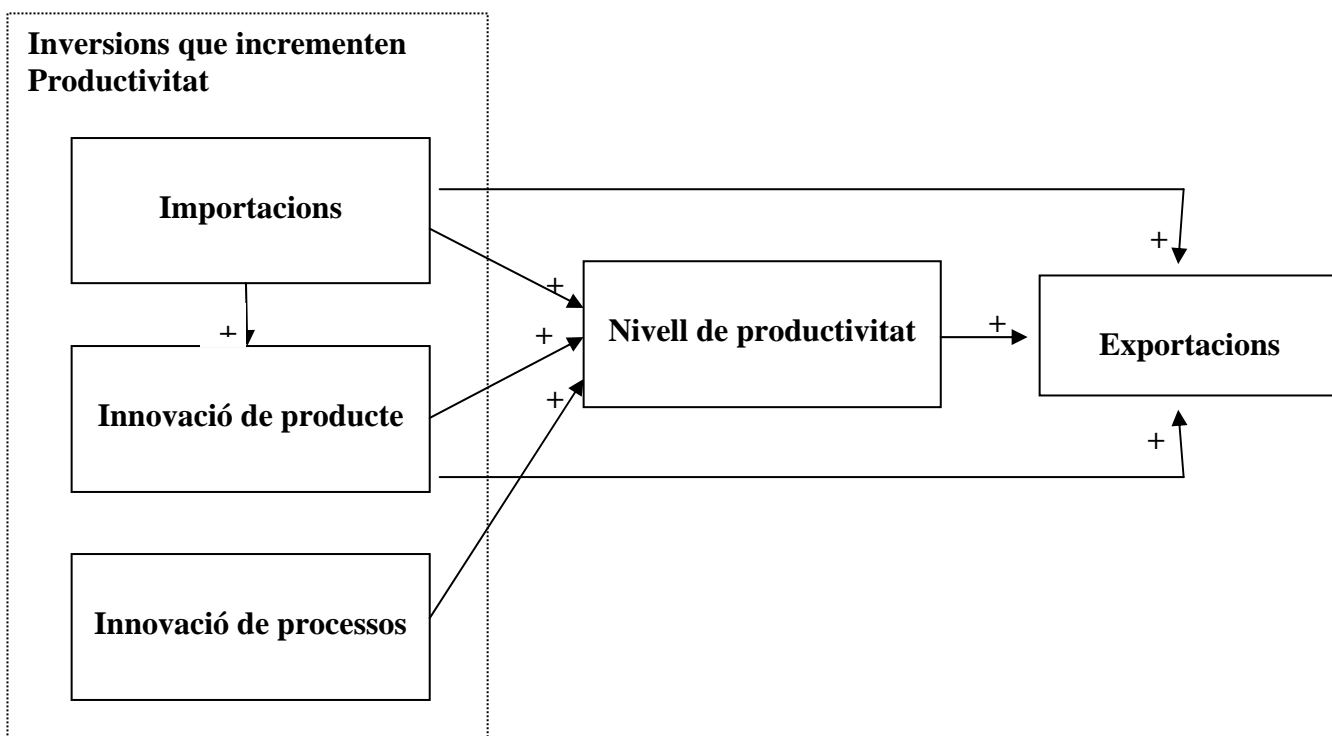 Inversions que incrementen
Productivitat
Importacions
+
+
+
Nivell de productivitat
+
+
+
Exportacions
Innovació de producte
+
+
Innovació de processos